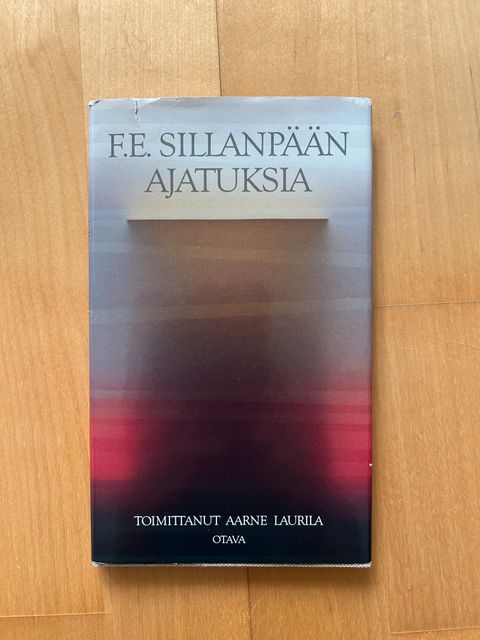 F.E. SILLANPÄÄN
AJATUKSIA
TOIMITTANUT AARNE LAURILA
OTAVA